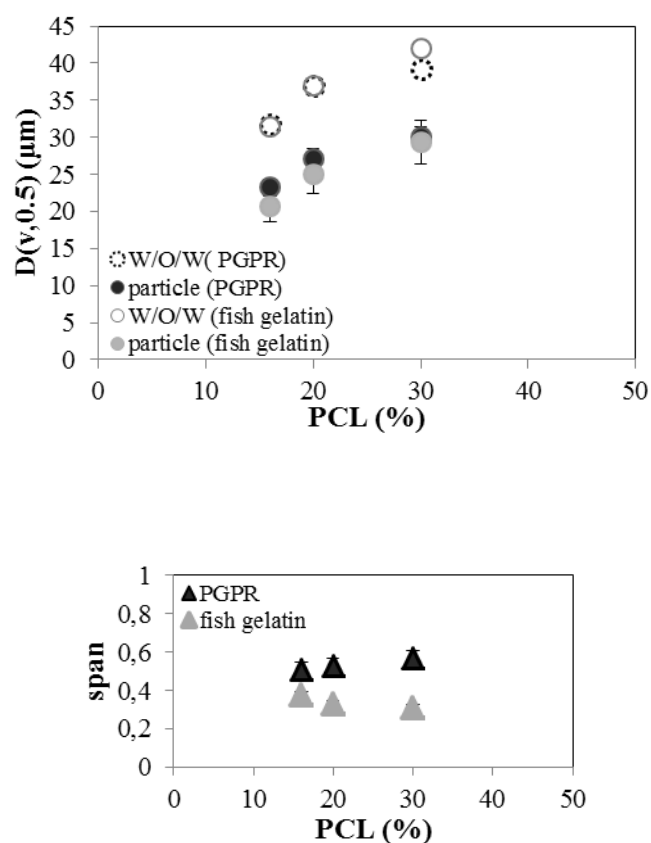 45
40
35
30
25
20
15
10
5
0
D(v,0.5) (µm)
W/O/W( PGPR)
particle (PGPR)
W/O/W (fish gelatin)
particle (fish gelatin)
0 10 20 30 40 50
PCL (%)
1
0,8
0,6
0,4
0,2
0
span
PGPR
fish gelatin
0 10 20 30 40 50
PCL (%)